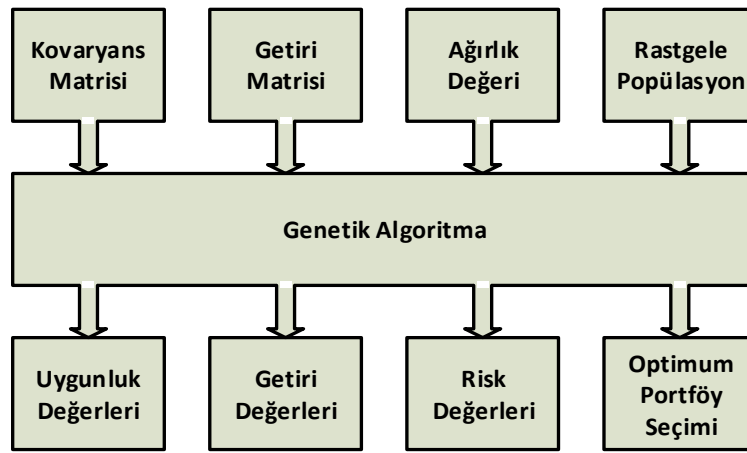 Kovaryans
Matrisi
Getiri
Matrisi
Ağırlık
Değeri
Rastgele
Popülasyon
Genetik Algoritma
Uygunluk
Değerleri
Getiri
Değerleri
Risk
Değerleri
Optimum
Portföy
Seçimi